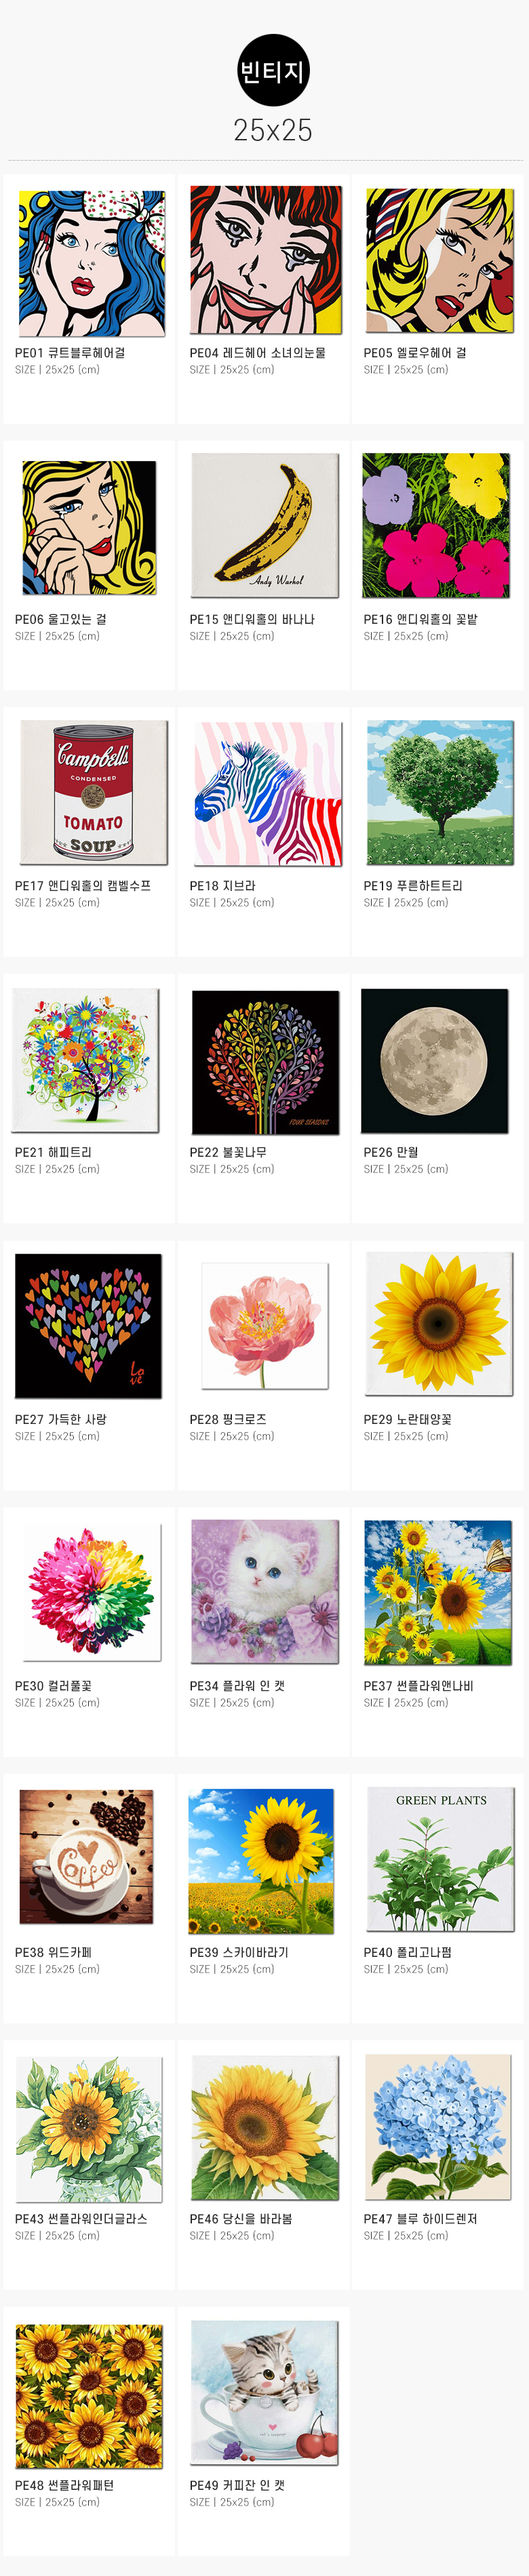 빈티지
25x25
PE01 큐트블루헤어걸
SIZE | 25x25 (cm)
PE04 레드헤어 소녀의눈물
SIZE | 25x25 (cm)
PE05 옐로우헤어 걸
SIZE | 25x25 (cm)
PE06 울고있는 걸
SIZE | 25x25 (cm)
Andy Warhol
PE15 앤디워홀의 바나나
SIZE | 25x25 (cm)
PE16 앤디워홀의 꽃밭
SIZE | 25x25 (cm)
Campbell's
CONDENSED
TOMATO
SOUP
PE17 앤디워홀의 캠벨수프
SIZE | 25x25 (cm)
PE18 지브라
SIZE | 25x25 (cm)
PE19 푸른하트트리
SIZE | 25x25 (cm)
PE21 해피트리
SIZE | 25x25 (cm)
FOUR SEASONS
PE22 불꽃나무
SIZE | 25x25 (cm)
PE26 만월
SIZE | 25x25 (cm)
Lo
ve
PE27 가득한 사랑
SIZE | 25x25 (cm)
PE28 핑크로즈
SIZE | 25x25 (cm)
PE29 노란태양꽃
SIZE | 25x25 (cm)
PE30 컬러풀꽃
SIZE | 25x25 (cm)
PE34 플라워 인 캣
SIZE | 25x25 (cm)
PE37 썬플라워앤나비
SIZE | 25x25 (cm)
Coffee
PE38 위드카페
SIZE | 25x25 (cm)
PE39 스카이바라기
SIZE | 25x25 (cm)
GREEN PLANTS
PE40 폴리고나펌
SIZE | 25x25 (cm)
PE43 썬플라워인더글라스
SIZE | 25x25 (cm)
PE46 당신을 바라봄
SIZE | 25x25 (cm)
PE47 블루 하이드렌저
SIZE | 25x25 (cm)
PE48 썬플라워패턴
SIZE | 25x25 (cm)
PE49 커피잔 인 캣
SIZE | 25x25 (cm)